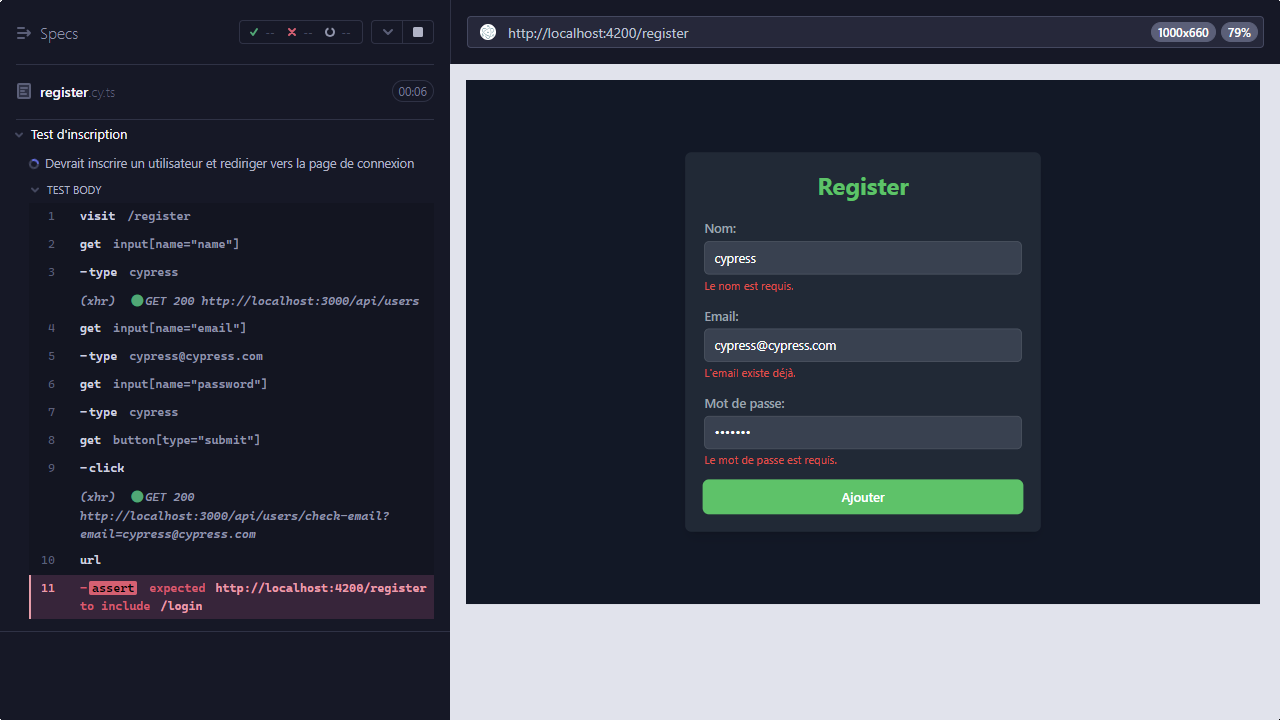 Specs
-- -- --
register.cy.ts
00:06
Test d'inscription
Devrait inscrire un utilisateur et rediriger vers la page de connexion
TEST BODY
1 visit /register
2 get input[name="name"]
3 -type cypress
(xhr) GET 200 http://localhost:3000/api/users
4 get input[name="email"]
5 -type cypress@cypress.com
6 get input[name="password"]
7 -type cypress
8 get button[type="submit"]
9 -click
(xhr) GET 200
http://localhost:3000/api/users/check-email?
email=cypress@cypress.com
10 url
11 -assert expected http://localhost:4200/register
to include /login
http://localhost:4200/register
1000x660 79%
Register
Nom:
cypress
Le nom est requis.
Email:
cypress@cypress.com
L'email existe déjà.
Mot de passe:
•••••••
Le mot de passe est requis.
Ajouter